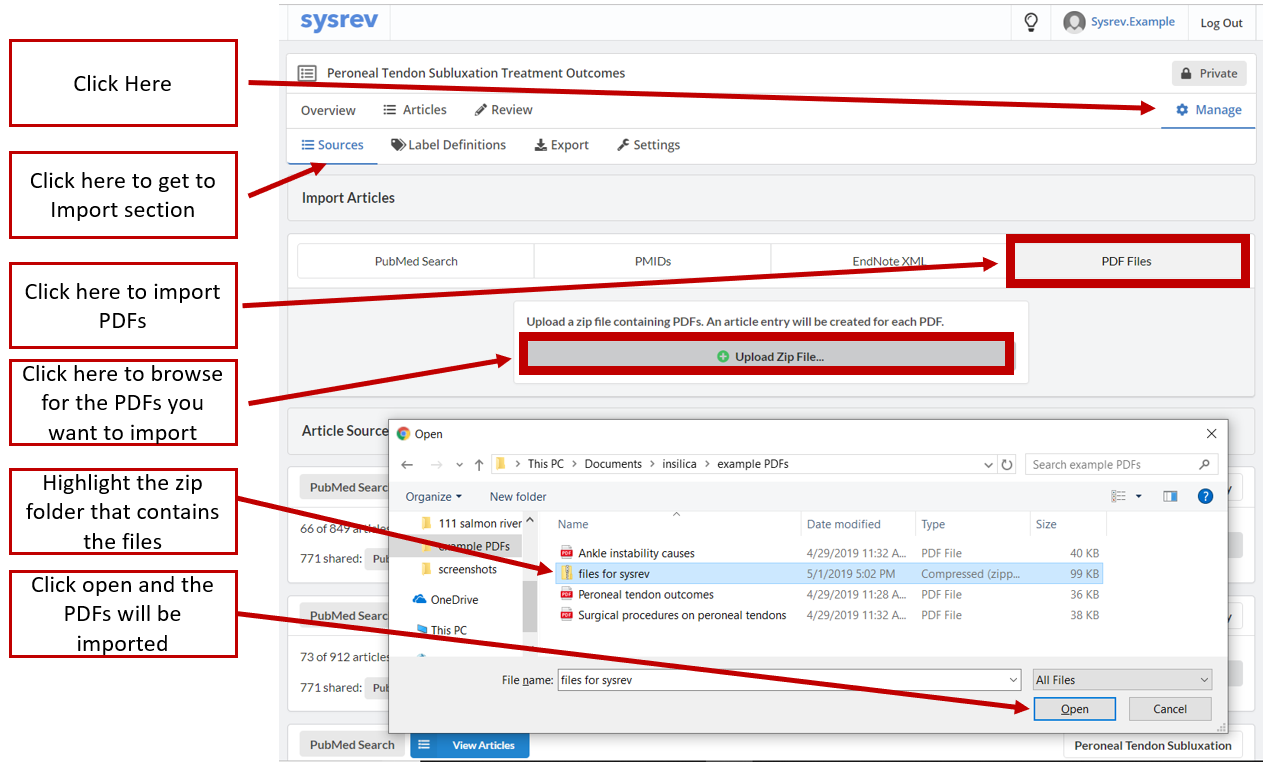 sysrev
Sysrev.Example
Log Out
Click Here
Peroneal Tendon Subluxation Treatment Outcomes
Private
Overview
Articles
Review
Manage
Sources
Label Definitions
Export
Settings
Click here to get to
Import section
Import Articles
PubMed Search
PMIDs
EndNote XML
PDF Files
Click here to import
PDFs
Upload a zip file containing PDFs. An article entry will be created for each PDF.
Upload Zip File...
Click here to browse
for the PDFs you
want to import
Article Source
Open
This PC > Documents > insilica > example PDFs
Search example PDFs
Organize
New folder
?
Highlight the zip
folder that contains
the files
PubMed Searc
66 of 849 articles
771 shared: Pu
111 salmon river
example PDFs
screenshots
OneDrive
This PC
Name Date modified Type Size
Ankle instability causes 4/29/2019 11:32 A... PDF File 40 KB
files for sysrev 5/1/2019 5:02 PM Compressed (zipp... 99 KB
Peroneal tendon outcomes 4/29/2019 11:28 A... PDF File 36 KB
Surgical procedures on peroneal tendons 4/29/2019 11:32 A... PDF File 38 KB
Click open and the
PDFs will be
imported
PubMed Searc
73 of 912 articles
771 shared: Pu
File name: files for sysrev
All Files
Open
Cancel
PubMed Search
View Articles
Peroneal Tendon Subluxation